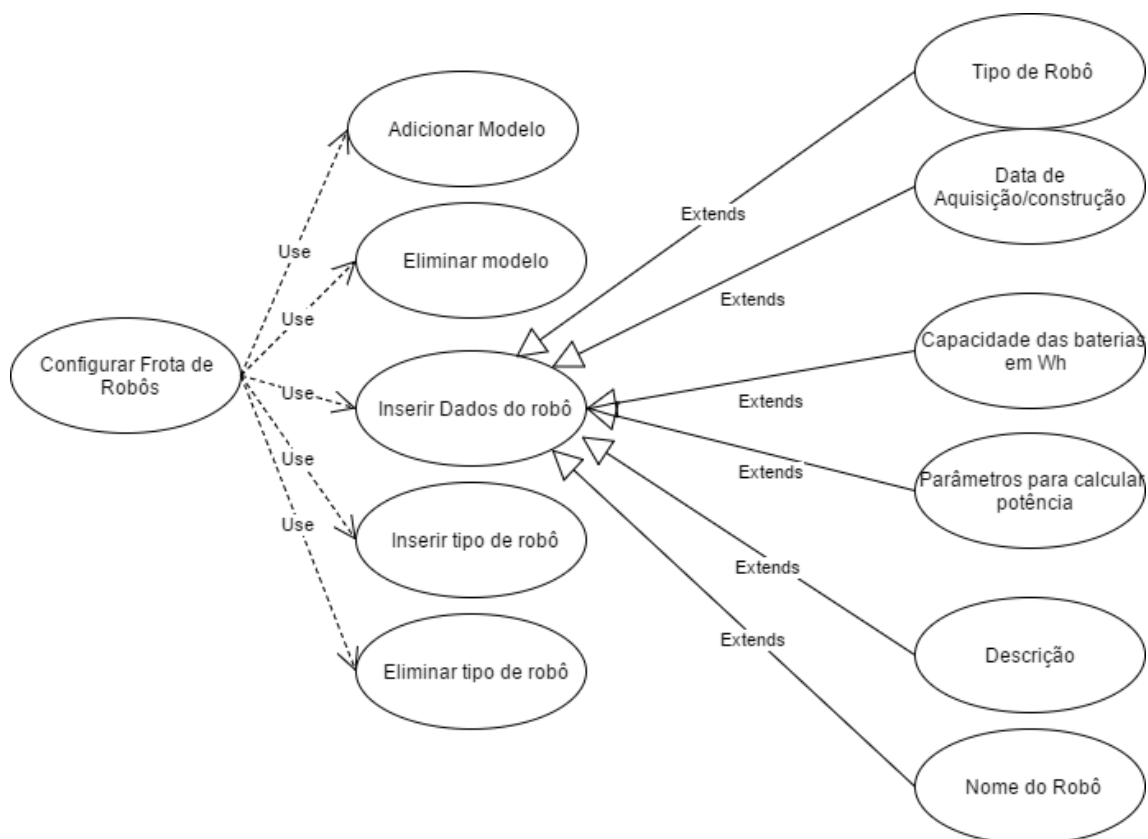 Tipo de Robô
Adicionar Modelo
Data de
Aquisição/construção
Extends
Use
Eliminar modelo
Extends
Use
Capacidade das baterias
em Wh
Configurar Frota de
Robôs
Use
Inserir Dados do robô
Extends
Use
Extends
Parâmetros para calcular
potência
Use
Inserir tipo de robô
Extends
Extends
Descrição
Eliminar tipo de robô
Nome do Robô